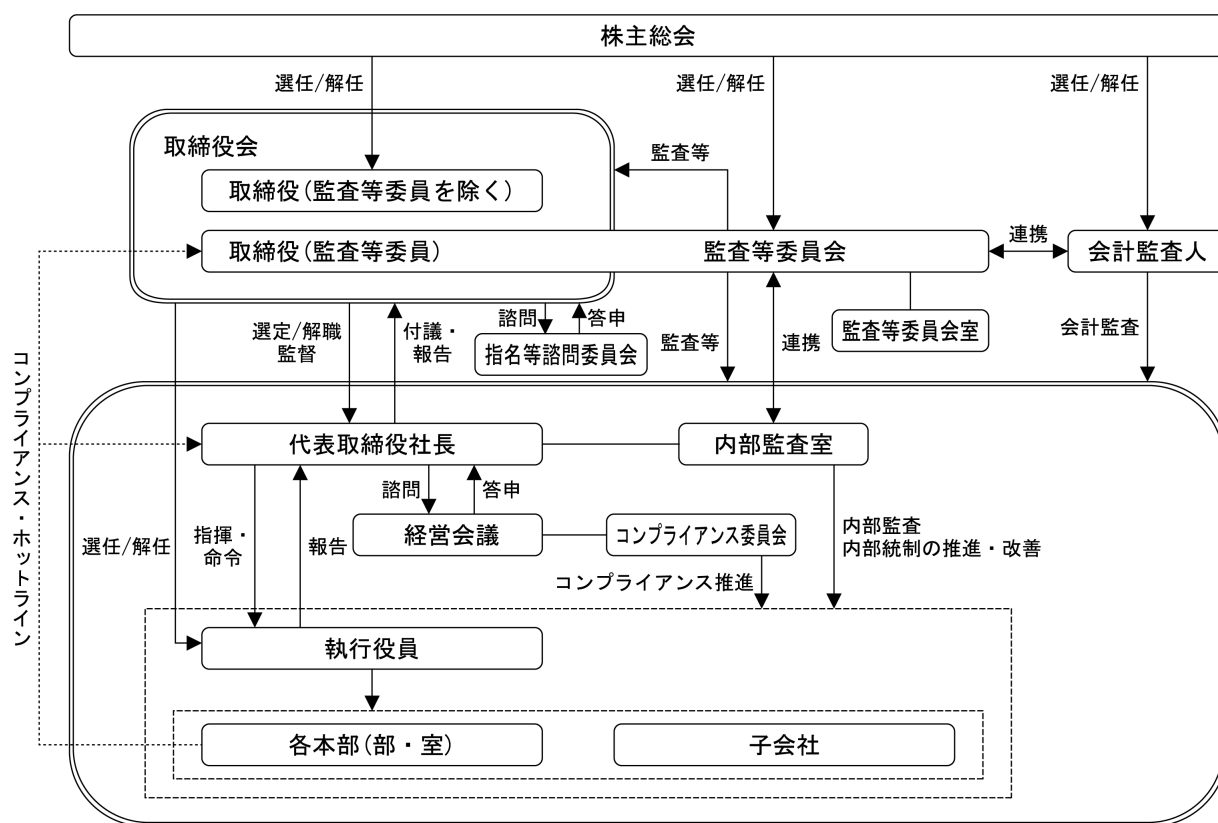 株主総会
選任/解任
選任/解任
選任/解任
取締役会
監査等
取締役(監査等委員を除く)
取締役(監査等委員)
監査等委員会
連携
会計監査人
選定/解職
監督
付議・
報告
諮問
答申
指名等諮問委員会
監査等
連携
監査等委員会室
会計監査
コンプライアンス・ホットライン
代表取締役社長
内部監査室
諮問
答申
経営会議
コンプライアンス委員会
選任/解任
指揮・
命令
報告
内部監査
内部統制の推進・改善
コンプライアンス推進
執行役員
各本部(部・室)
子会社